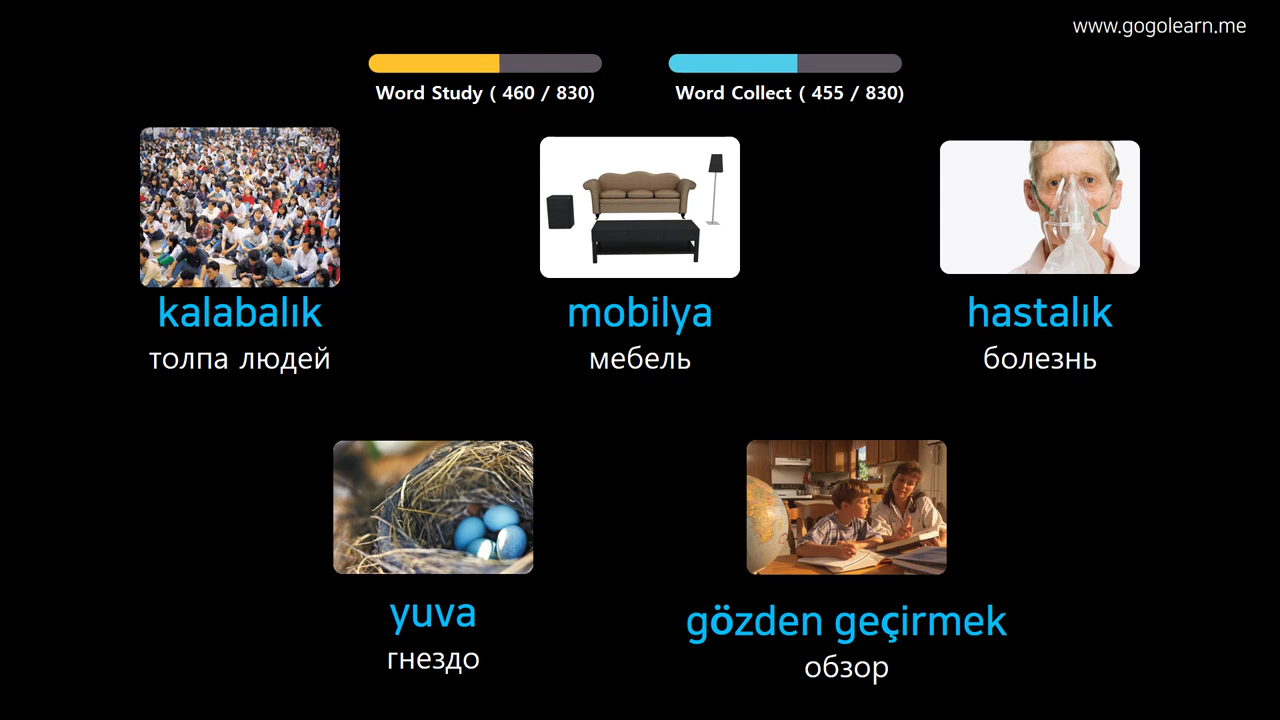 www.gogolearn.me
Word Study ( 460 / 830)
Word Collect ( 455 / 830)
kalabalık
толпа людей
mobilya
мебель
hastalık
болезнь
yuva
гнездо
gözden geçirmek
обзор